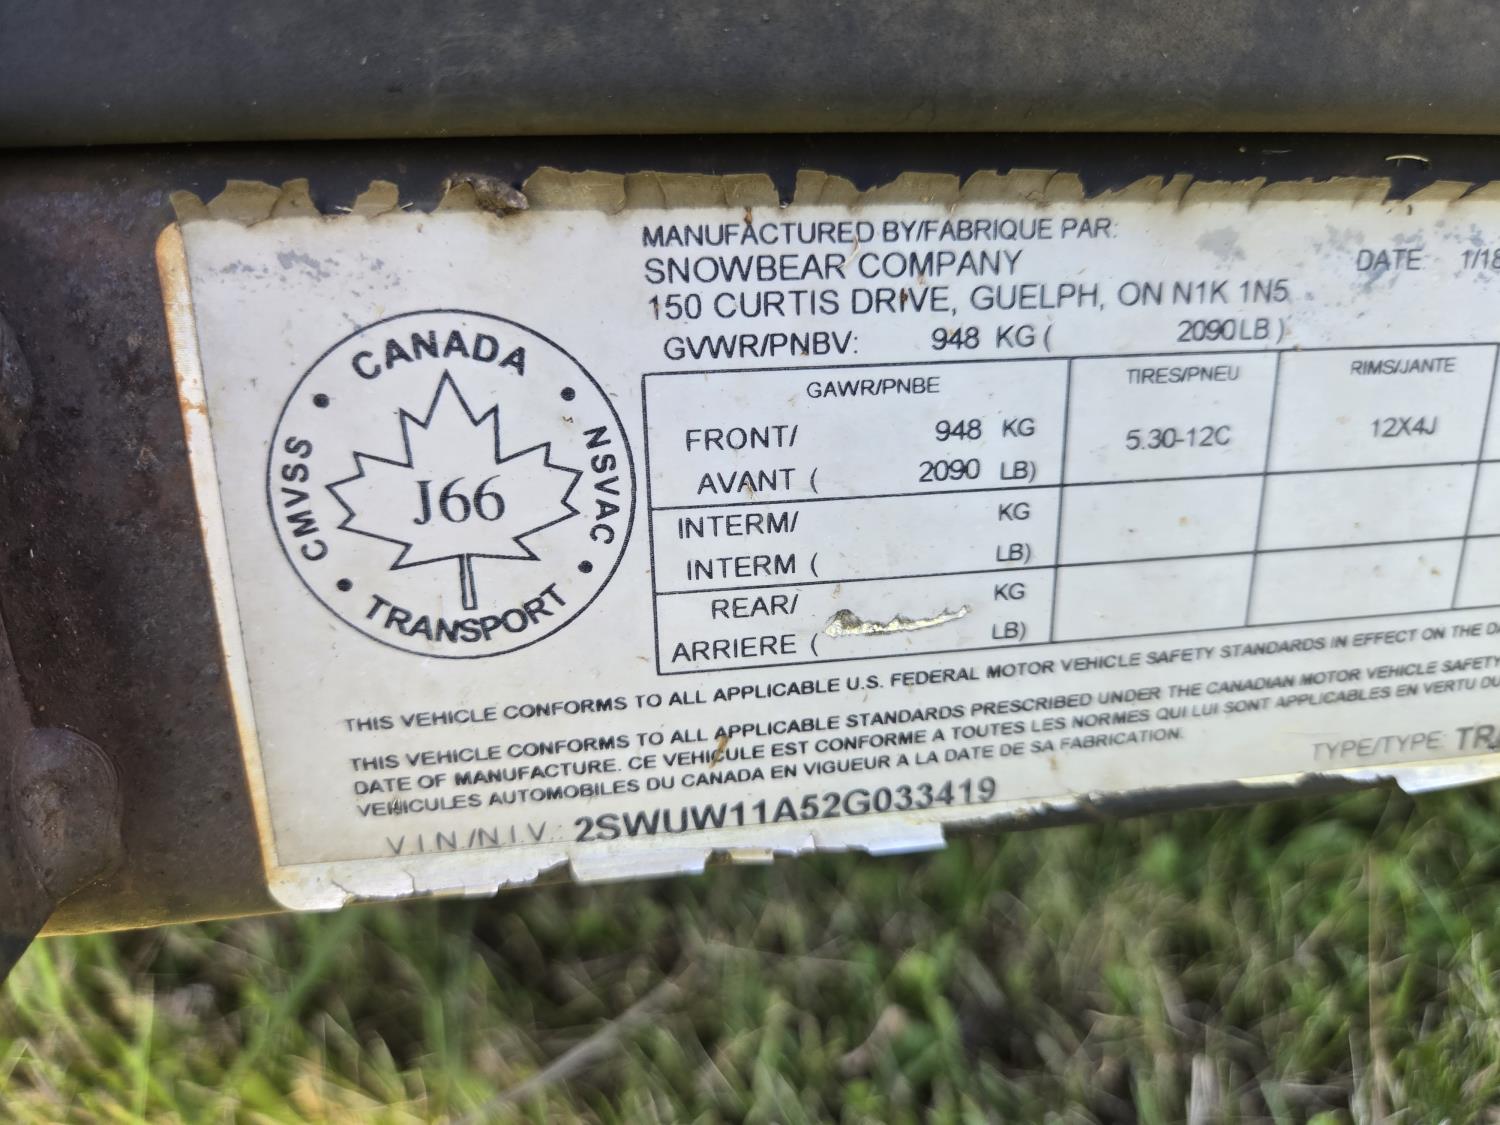 MANUFACTURED BY/FABRIQUE PAR:
SNOWBEAR COMPANY
DATE 1/18
150 CURTIS DRIVE, GUELPH, ON N1K 1N5
GVWR/PNBV: 948 KG ( 2090 LB )
CANADA
CMVSS
NSVAC
J66
TRANSPORT
GAWR/PNBE TIRES/PNEU RIMS/JANTE
FRONT/ 948 KG 5.30-12C 12X4J
AVANT ( 2090 LB)
INTERM/ KG
INTERM ( LB)
REAR/ KG
ARRIERE ( LB)
THIS VEHICLE CONFORMS TO ALL APPLICABLE U.S. FEDERAL MOTOR VEHICLE SAFETY STANDARDS IN EFFECT ON THE
THIS VEHICLE CONFORMS TO ALL APPLICABLE STANDARDS PRESCRIBED UNDER THE CANADIAN MOTOR VEHICLE SAFETY
DATE OF MANUFACTURE. CE VEHICULE EST CONFORME A TOUTES LES NORMES QUI LUI SONT APPLICABLES EN VERTU DU
VEHICULES AUTOMOBILES DU CANADA EN VIGUEUR A LA DATE DE SA FABRICATION.
TYPE/TYPE:
V.I.N./N.I.V.: 2SWUW11A52G033419